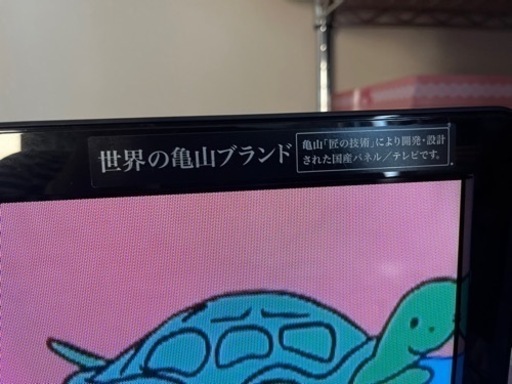 世界の亀山ブランド
亀山「匠の技術」により開発・設計
された国産パネル／テレビです。